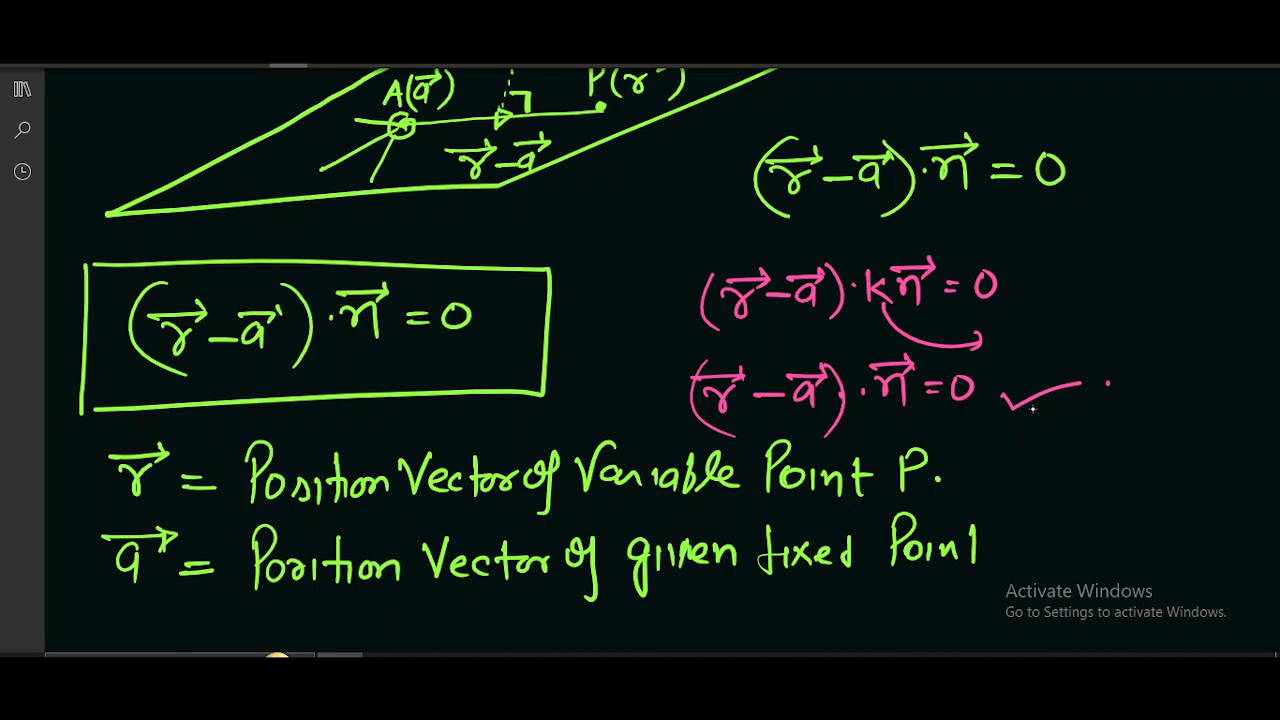 A(a⃗) P(r⃗)
r⃗-a⃗
(r⃗-a⃗)·n⃗=0
(r⃗-a⃗)·kn⃗=0
(r⃗-a⃗)·n⃗=0
(r⃗-a⃗)·n⃗=0 ✓
r⃗ = Position Vector of Variable Point P.
a⃗ = Position Vector of given fixed Point
Activate Windows
Go to Settings to activate Windows.